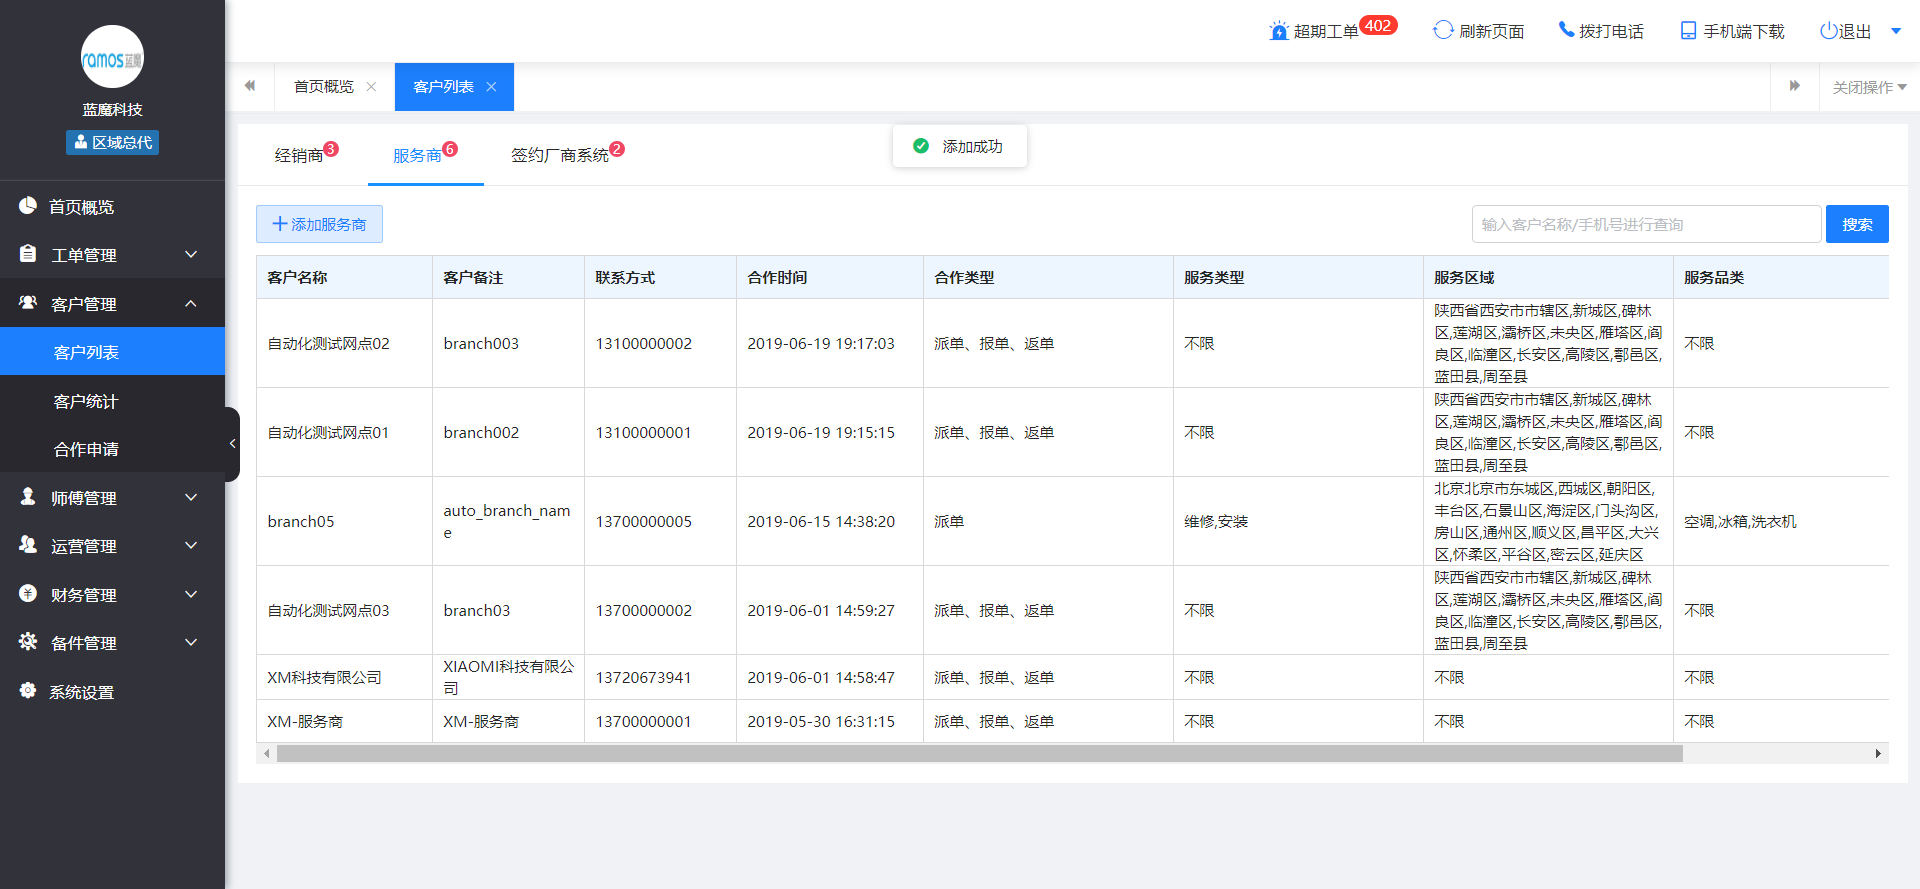 超期工单 402
刷新页面
拨打电话
手机端下载
退出
ramos蓝魔
蓝魔科技
区域总代
首页概览
工单管理
客户管理
客户列表
客户统计
合作申请
师傅管理
运营管理
财务管理
备件管理
系统设置
首页概览
客户列表
关闭操作
经销商 3
服务商 6
签约厂商系统 2
添加成功
添加服务商
输入客户名称/手机号进行查询
搜索
客户名称 客户备注 联系方式 合作时间 合作类型 服务类型 服务区域 服务品类
自动化测试网点02 branch003 13100000002 2019-06-19 19:17:03 派单、报单、返单 不限
陕西省西安市市辖区,新城区,碑林
区,莲湖区,灞桥区,未央区,雁塔区,阎
良区,临潼区,长安区,高陵区,鄠邑区,
蓝田县,周至县
不限
自动化测试网点01 branch002 13100000001 2019-06-19 19:15:15 派单、报单、返单 不限
陕西省西安市市辖区,新城区,碑林
区,莲湖区,灞桥区,未央区,雁塔区,阎
良区,临潼区,长安区,高陵区,鄠邑区,
蓝田县,周至县
不限
branch05
auto_branch_nam
e
13700000005 2019-06-15 14:38:20 派单 维修,安装
北京北京市东城区,西城区,朝阳区,
丰台区,石景山区,海淀区,门头沟区,
房山区,通州区,顺义区,昌平区,大兴
区,怀柔区,平谷区,密云区,延庆区
空调,冰箱,洗衣机
自动化测试网点03 branch03 13700000002 2019-06-01 14:59:27 派单、报单、返单 不限
陕西省西安市市辖区,新城区,碑林
区,莲湖区,灞桥区,未央区,雁塔区,阎
良区,临潼区,长安区,高陵区,鄠邑区,
蓝田县,周至县
不限
XM科技有限公司
XIAOMI科技有限公
司
13720673941 2019-06-01 14:58:47 派单、报单、返单 不限 不限 不限
XM-服务商 XM-服务商 13700000001 2019-05-30 16:31:15 派单、报单、返单 不限 不限 不限